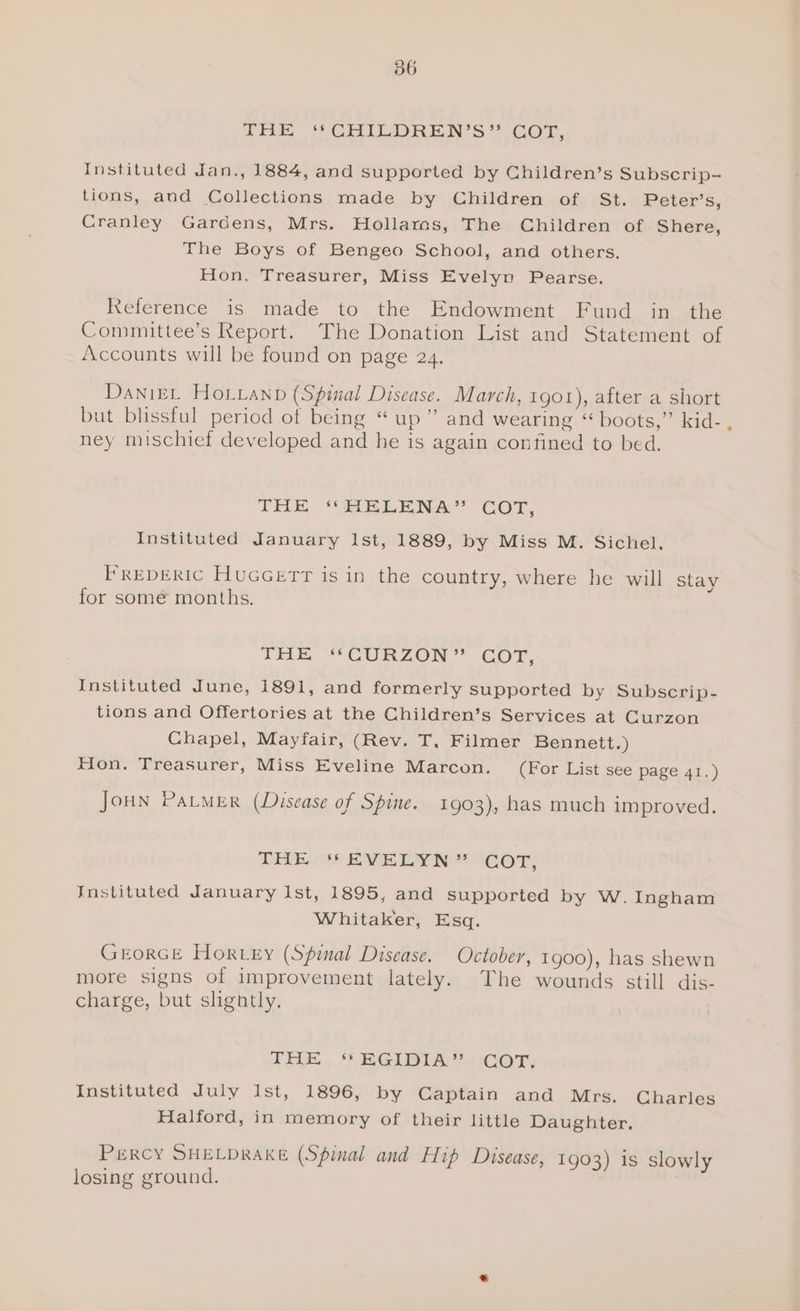 36
THE “CHILDREN’S” COT,
Instituted Jan., 1884, and supported by Children’s Subscrip-
tions, and Collections made by Children of St. Peter’s,
Cranley Gardens, Mrs. Hollams, The Children of Shere,
The Boys of Bengeo School, and others.
Hon. Treasurer, Miss Evelyn Pearse.
Reference is made to the Endowment Fund in the
Committee’s Report. The Donation List and Statement of
Accounts will be found on page 24.
DANIEL HOLLAND (Spinal Disease. March, 1901), after a short
but blissful period of being “up” and wearing “boots,” kid-
ney mischief developed and he is again confined to bed.
THE “HELENA” COT,
Instituted January 1st, 1889, by Miss M. Sichel.
FREDERIC HUGGETT is in the country, where he will stay
for some months.
THE “CURZON” COT,
Instituted June, 1891, and formerly supported by Subscrip-
tions and Offertories at the Children’s Services at Curzon
Chapel, Mayfair, (Rev. T. Filmer Bennett.)
Hon. Treasurer, Miss Eveline Marcon. (For List see page 41.)
JOHN PALMER (Disease of Spine. 1903), has much improved.
THE “EVELYN” COT,
Instituted January 1st, 1895, and supported by W. Ingham
Whitaker, Esq.
GEORGE HORLEY (Spinal Disease. October, 1900), has shewn
more signs of improvement lately. The wounds still dis-
charge, but slightly.
THE “EGIDIA” COT.
Instituted July 1st, 1896, by Captain and Mrs. Charles
Halford, in memory of their little Daughter.
PERCY SHELDRAKE (Spinal and Hip Disease, 1903) is slowly
losing ground.